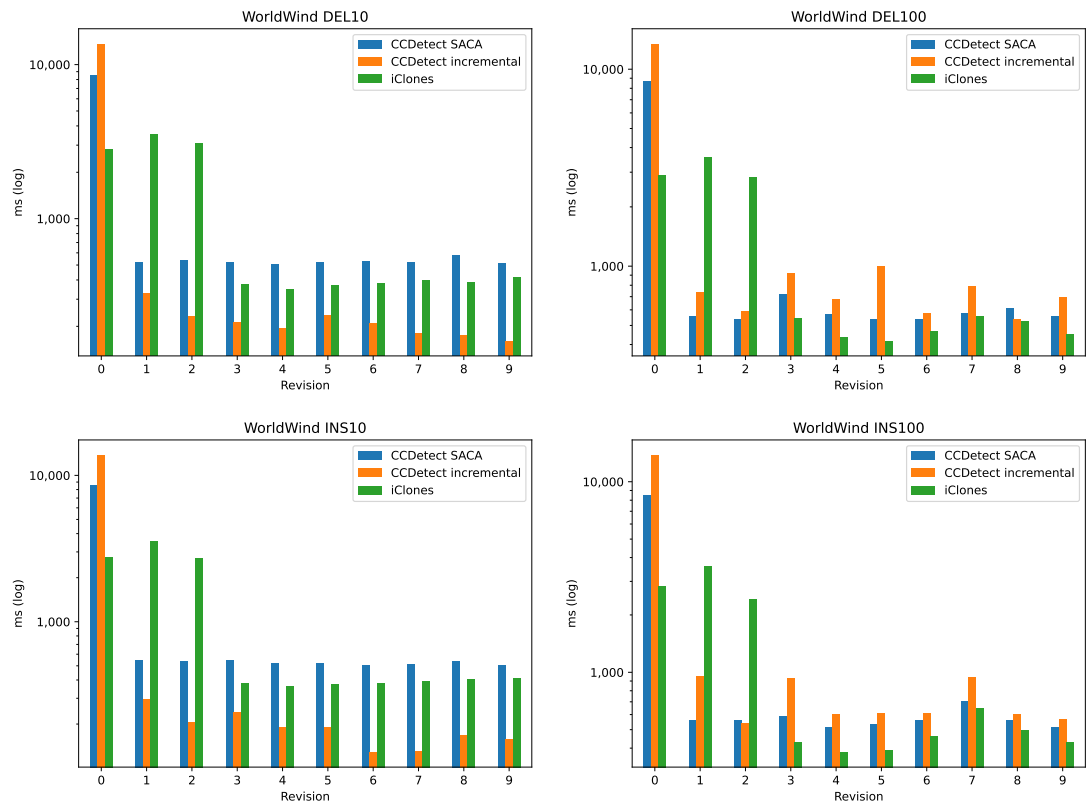 WorldWind DEL10
10,000
1,000
ms (log)
CCDetect SACA
CCDetect incremental
iClones
0 1 2 3 4 5 6 7 8 9
Revision
WorldWind DEL100
10,000
1,000
ms (log)
CCDetect SACA
CCDetect incremental
iClones
0 1 2 3 4 5 6 7 8 9
Revision
WorldWind INS10
10,000
1,000
ms (log)
CCDetect SACA
CCDetect incremental
iClones
0 1 2 3 4 5 6 7 8 9
Revision
WorldWind INS100
10,000
1,000
ms (log)
CCDetect SACA
CCDetect incremental
iClones
0 1 2 3 4 5 6 7 8 9
Revision